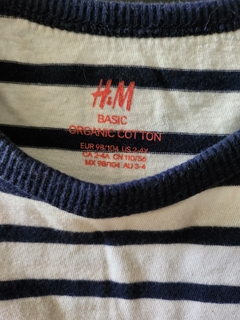 H&M
BASIC
ORGANIC COTTON
EUR 98/104 US 2-4Y
CA 2-4A CN 110/56
MX 98/104 AU 3-4